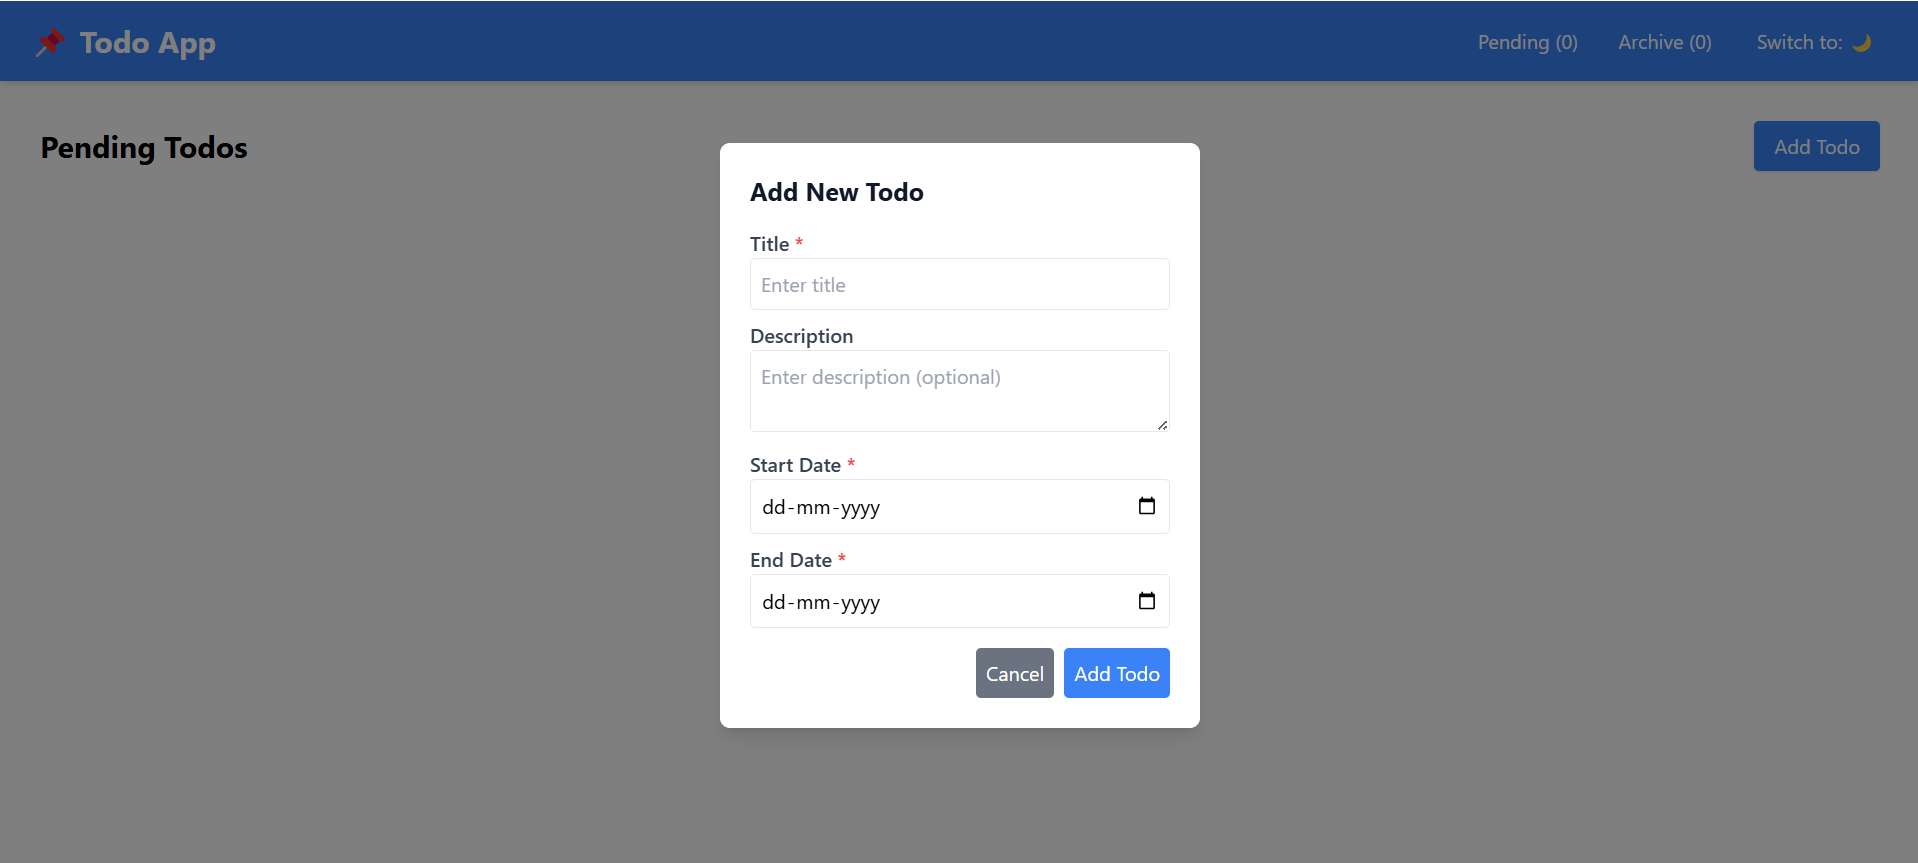 Todo App
Pending (0) Archive (0) Switch to:
Pending Todos
Add Todo
Add New Todo
Title *
Enter title
Description
Enter description (optional)
Start Date *
dd-mm-yyyy
End Date *
dd-mm-yyyy
Cancel Add Todo